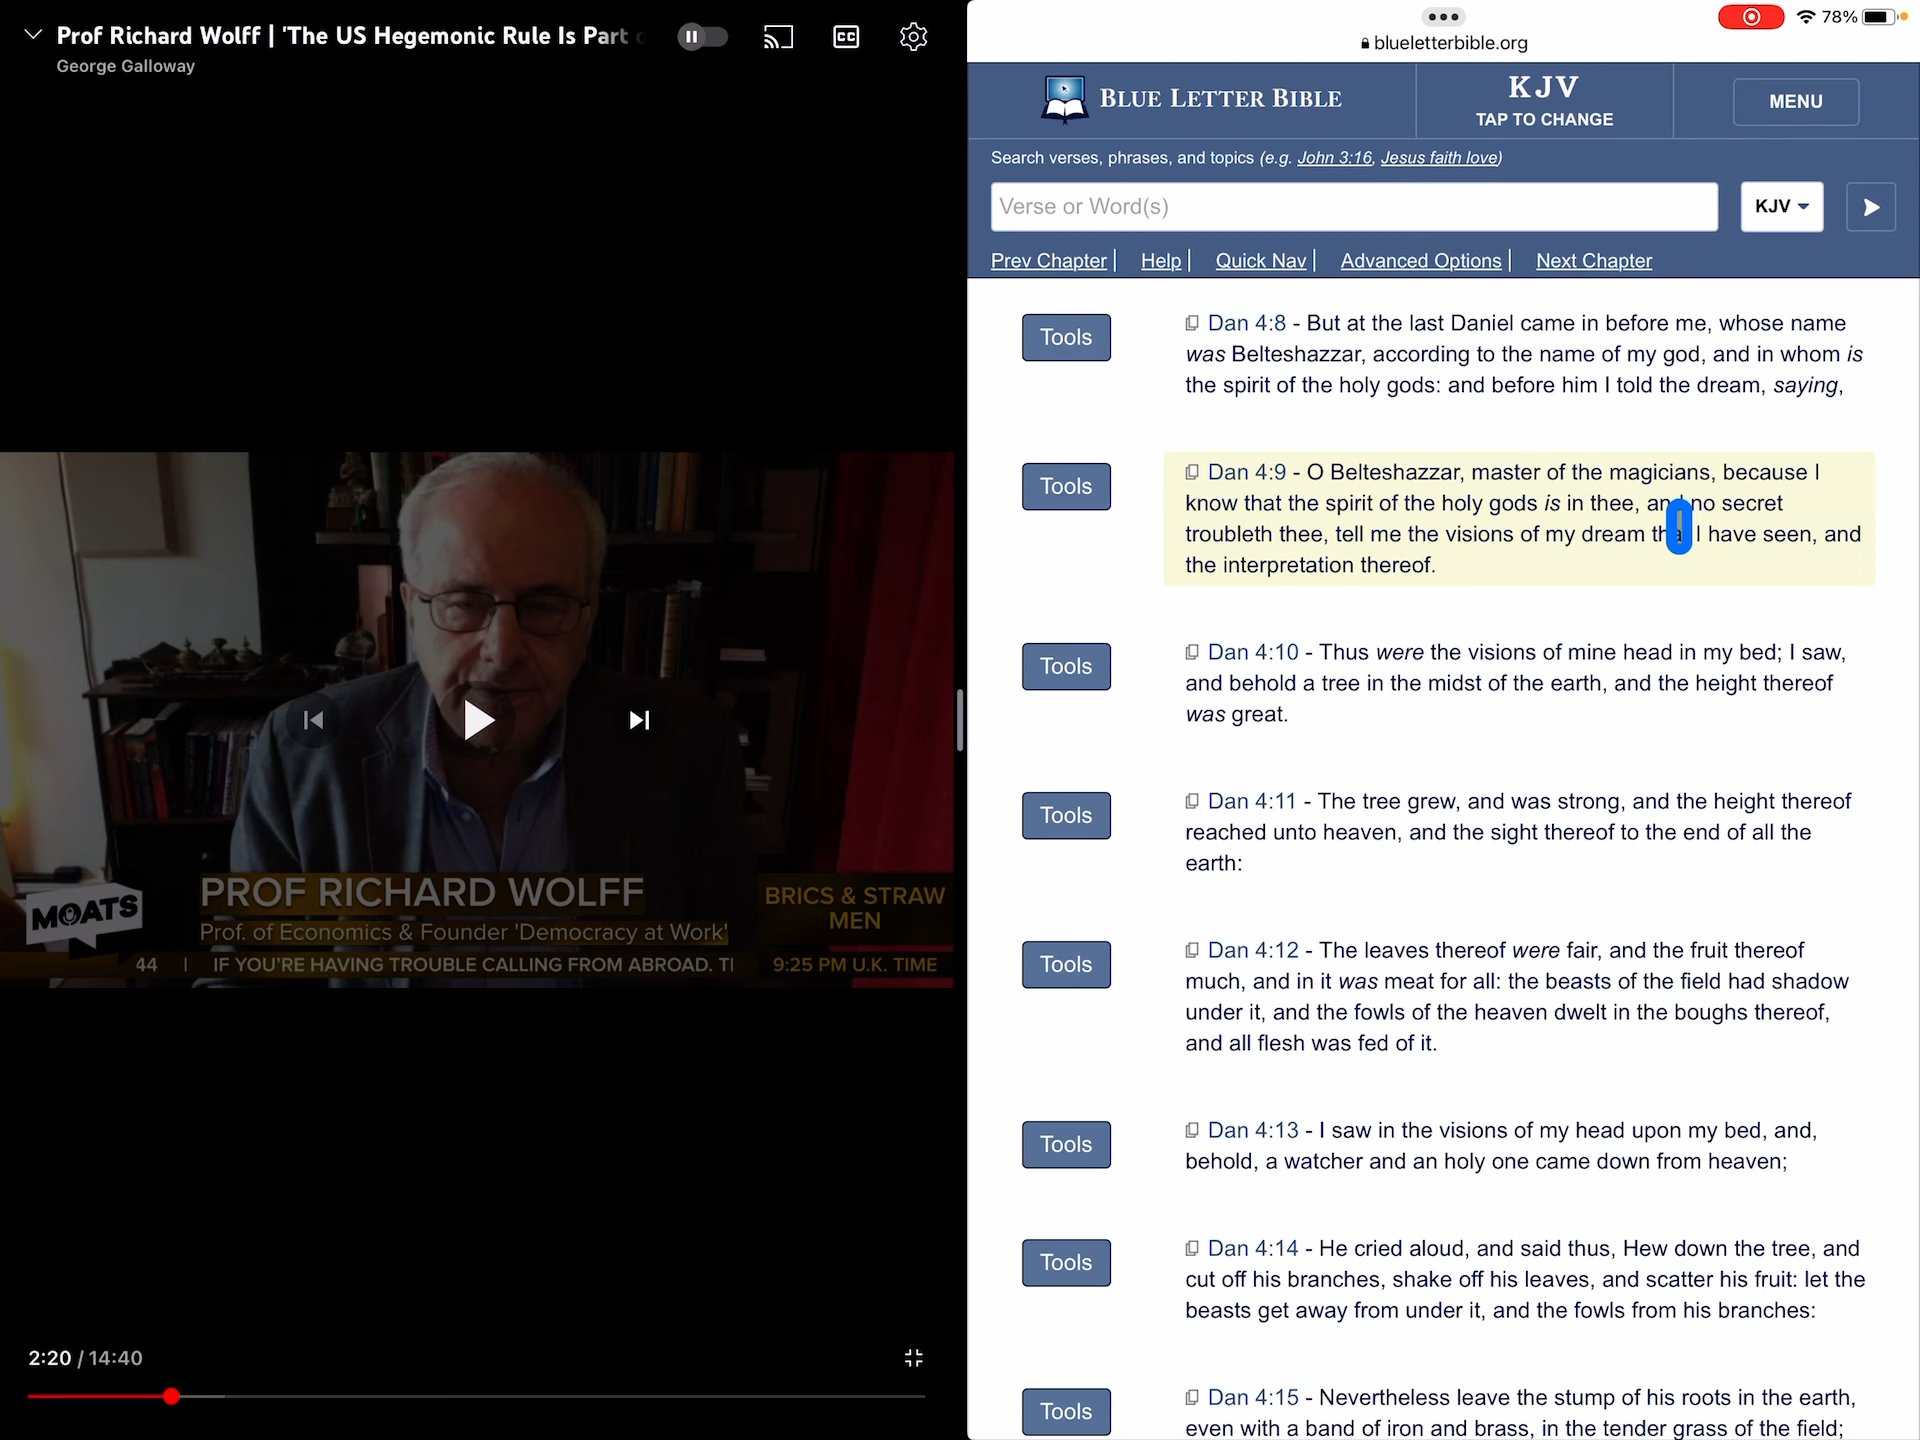 Prof Richard Wolff | 'The US Hegemonic Rule Is Part
George Galloway
CC
MOATS
PROF RICHARD WOLFF
Prof. of Economics & Founder 'Democracy at Work'
BRICS & STRAW
MEN
44 | IF YOU'RE HAVING TROUBLE CALLING FROM ABROAD.
9:25 PM U.K. TIME
2:20 / 14:40
78%
blueletterbible.org
BLUE LETTER BIBLE
KJV
TAP TO CHANGE
MENU
Search verses, phrases, and topics (e.g. John 3:16, Jesus faith love)
Verse or Word(s)
KJV
Prev Chapter | Help | Quick Nav | Advanced Options | Next Chapter
Tools
Dan 4:8 - But at the last Daniel came in before me, whose name
was Belteshazzar, according to the name of my god, and in whom is
the spirit of the holy gods: and before him I told the dream, saying,
Tools
Dan 4:9 - O Belteshazzar, master of the magicians, because I
know that the spirit of the holy gods is in thee, and no secret
troubleth thee, tell me the visions of my dream that I have seen, and
the interpretation thereof.
Tools
Dan 4:10 - Thus were the visions of mine head in my bed; I saw,
and behold a tree in the midst of the earth, and the height thereof
was great.
Tools
Dan 4:11 - The tree grew, and was strong, and the height thereof
reached unto heaven, and the sight thereof to the end of all the
earth:
Tools
Dan 4:12 - The leaves thereof were fair, and the fruit thereof
much, and in it was meat for all: the beasts of the field had shadow
under it, and the fowls of the heaven dwelt in the boughs thereof,
and all flesh was fed of it.
Tools
Dan 4:13 - I saw in the visions of my head upon my bed, and,
behold, a watcher and an holy one came down from heaven;
Tools
Dan 4:14 - He cried aloud, and said thus, Hew down the tree, and
cut off his branches, shake off his leaves, and scatter his fruit: let the
beasts get away from under it, and the fowls from his branches:
Tools
Dan 4:15 - Nevertheless leave the stump of his roots in the earth,
even with a band of iron and brass, in the tender grass of the field;